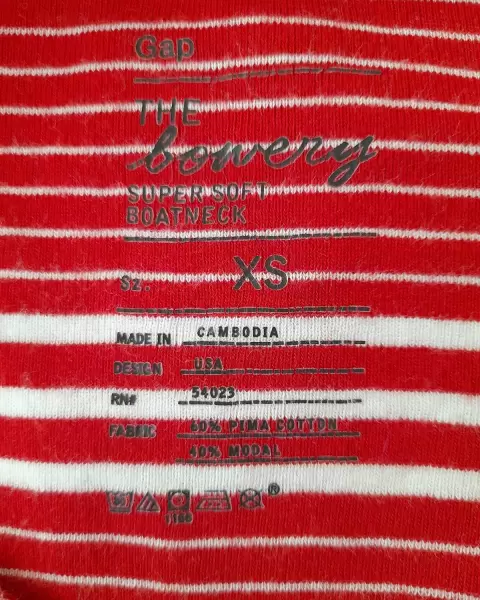 Gap
THE
bowery
SUPER SOFT
BOATNECK
Sz.. XS
MADE IN CAMBODIA
DESIGN USA
RN# 54023
FABRIC 60% PIMA COTTON
40% MODAL
®